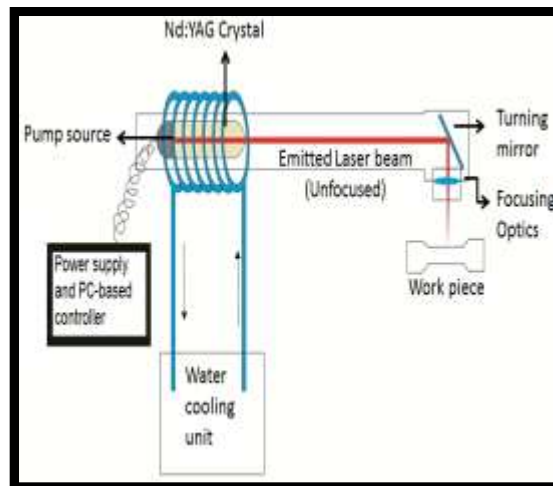 Nd:YAG Crystal
Pump source
Turning
mirror
Emitted Laser beam
(Unfocused)
Focusing
Optics
Power supply
and PC-based
controller
Work piece
Water
cooling
unit